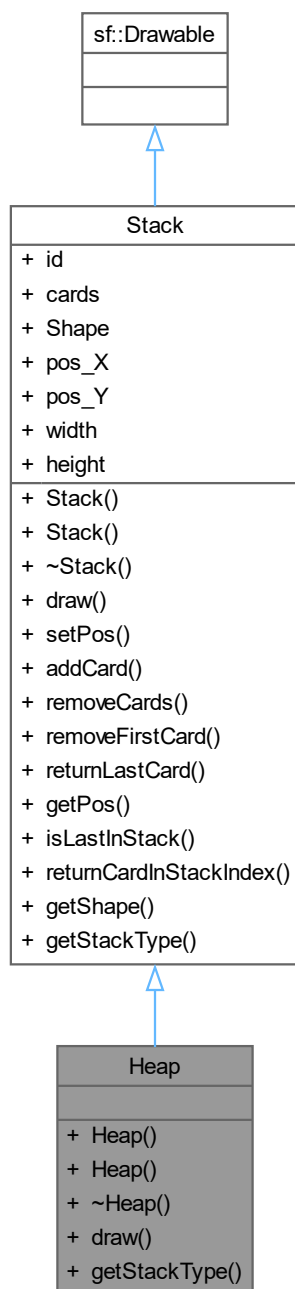 sf::Drawable
Stack
+ id
+ cards
+ Shape
+ pos_X
+ pos_Y
+ width
+ height
+ Stack()
+ Stack()
+ ~Stack()
+ draw()
+ setPos()
+ addCard()
+ removeCards()
+ removeFirstCard()
+ returnLastCard()
+ getPos()
+ isLastInStack()
+ returnCardInStackIndex()
+ getShape()
+ getStackType()
Heap
+ Heap()
+ Heap()
+ ~Heap()
+ draw()
+ getStackType()